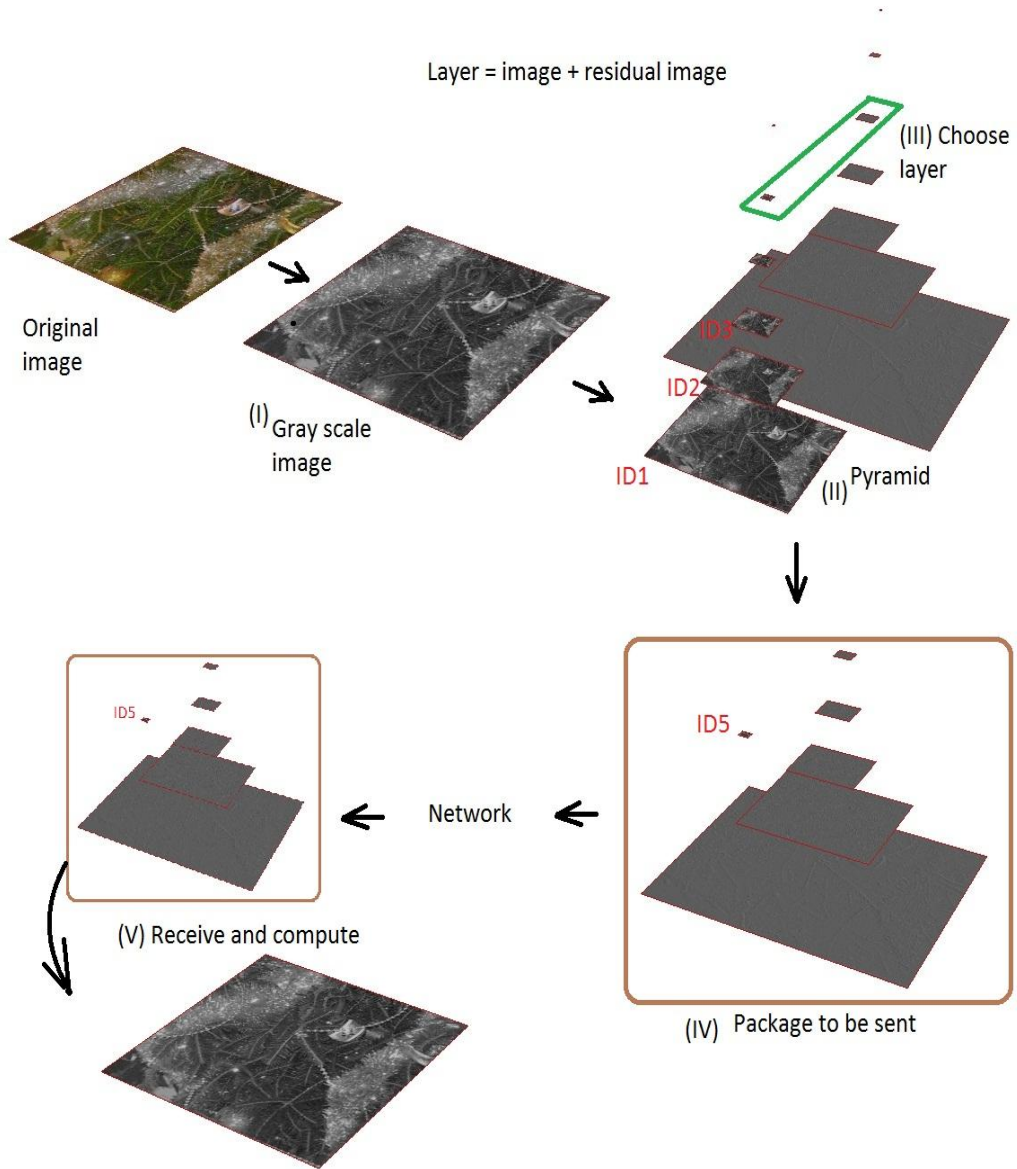 Layer = image + residual image
(III) Choose
layer
Original
image
(I) Gray scale
image
ID3
ID2
ID1
(II) Pyramid
ID5
ID5
Network
(V) Receive and compute
(IV) Package to be sent